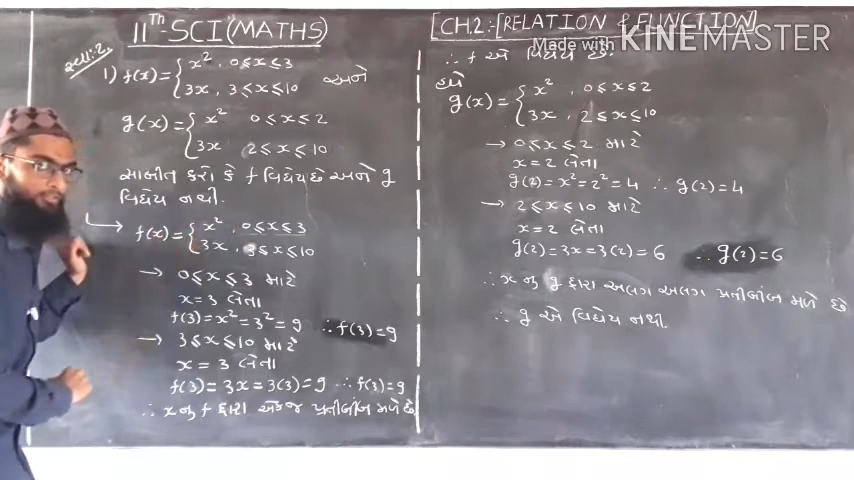 11Th-SCI(MATHS)
[CH.2:-[RELATION & FUNCTION]
Made with KINEMASTER
1) f(x)={x², 0≤x≤3
3x, 3≤x≤10 અને
g(x)={x² 0≤x≤2
3x 2≤x≤10
સાબીત કરો કે f વિધેય છે અને g
વિધેય નથી.
→ f(x)={x², 0≤x≤3
3x, 3≤x≤10
→ 0≤x≤3 માટે
x=3 લેતા
f(3)=x²=3²=9 ∴f(3)=9
→ 3≤x≤10 માટે
x=3 લેતા
f(3)=3x=3(3)=9 ∴f(3)=9
∴ x નુ f દ્વારા એક જ પ્રતીબીંબ મળે છે
∴ f એ વિધેય છે.
હવે
g(x)={x², 0≤x≤2
3x, 2≤x≤10
→ 0≤x≤2 માટે
x=2 લેતા
g(2)=x²=2²=4 ∴g(2)=4
→ 2≤x≤10 માટે
x=2 લેતા
g(2)=3x=3(2)=6 ∴g(2)=6
∴ x નુ g દ્વારા અલગ અલગ પ્રતીબીંબ મળે છે
∴ g એ વિધેય નથી.